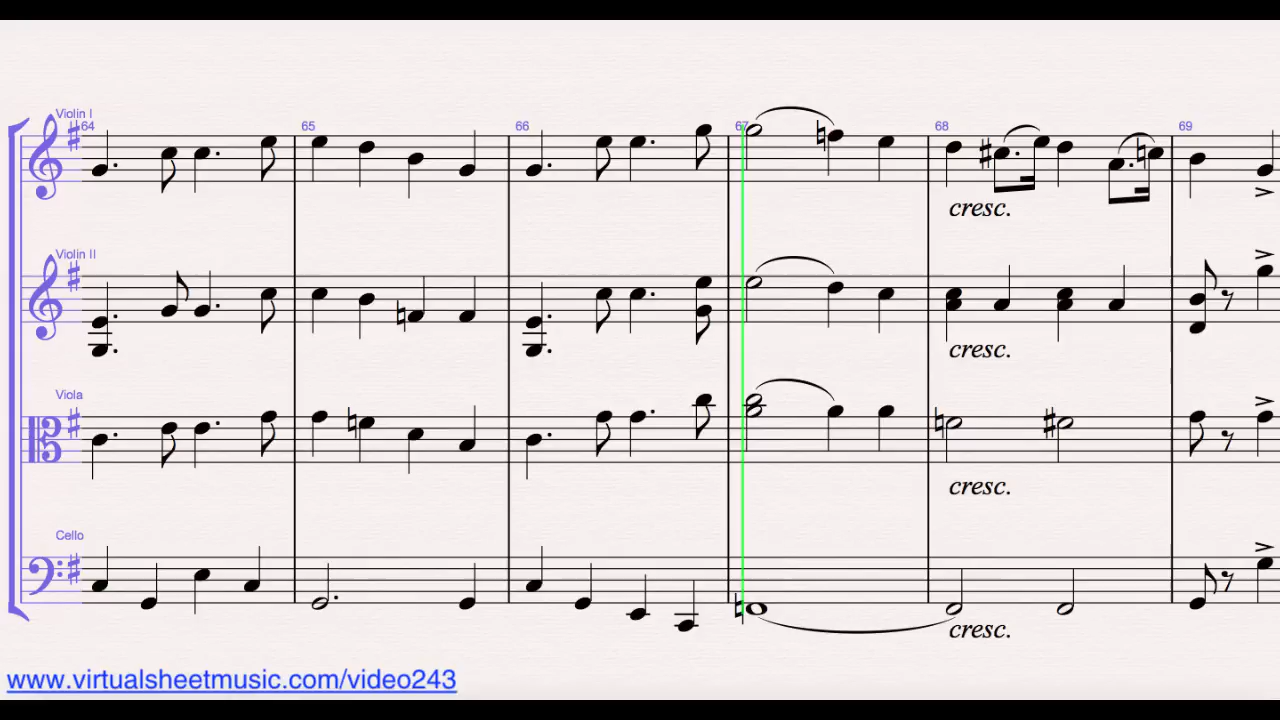 Violin I
64 65 66 67 68 69
cresc.
Violin II
cresc.
Viola
cresc.
Cello
cresc.
www.virtualsheetmusic.com/video243